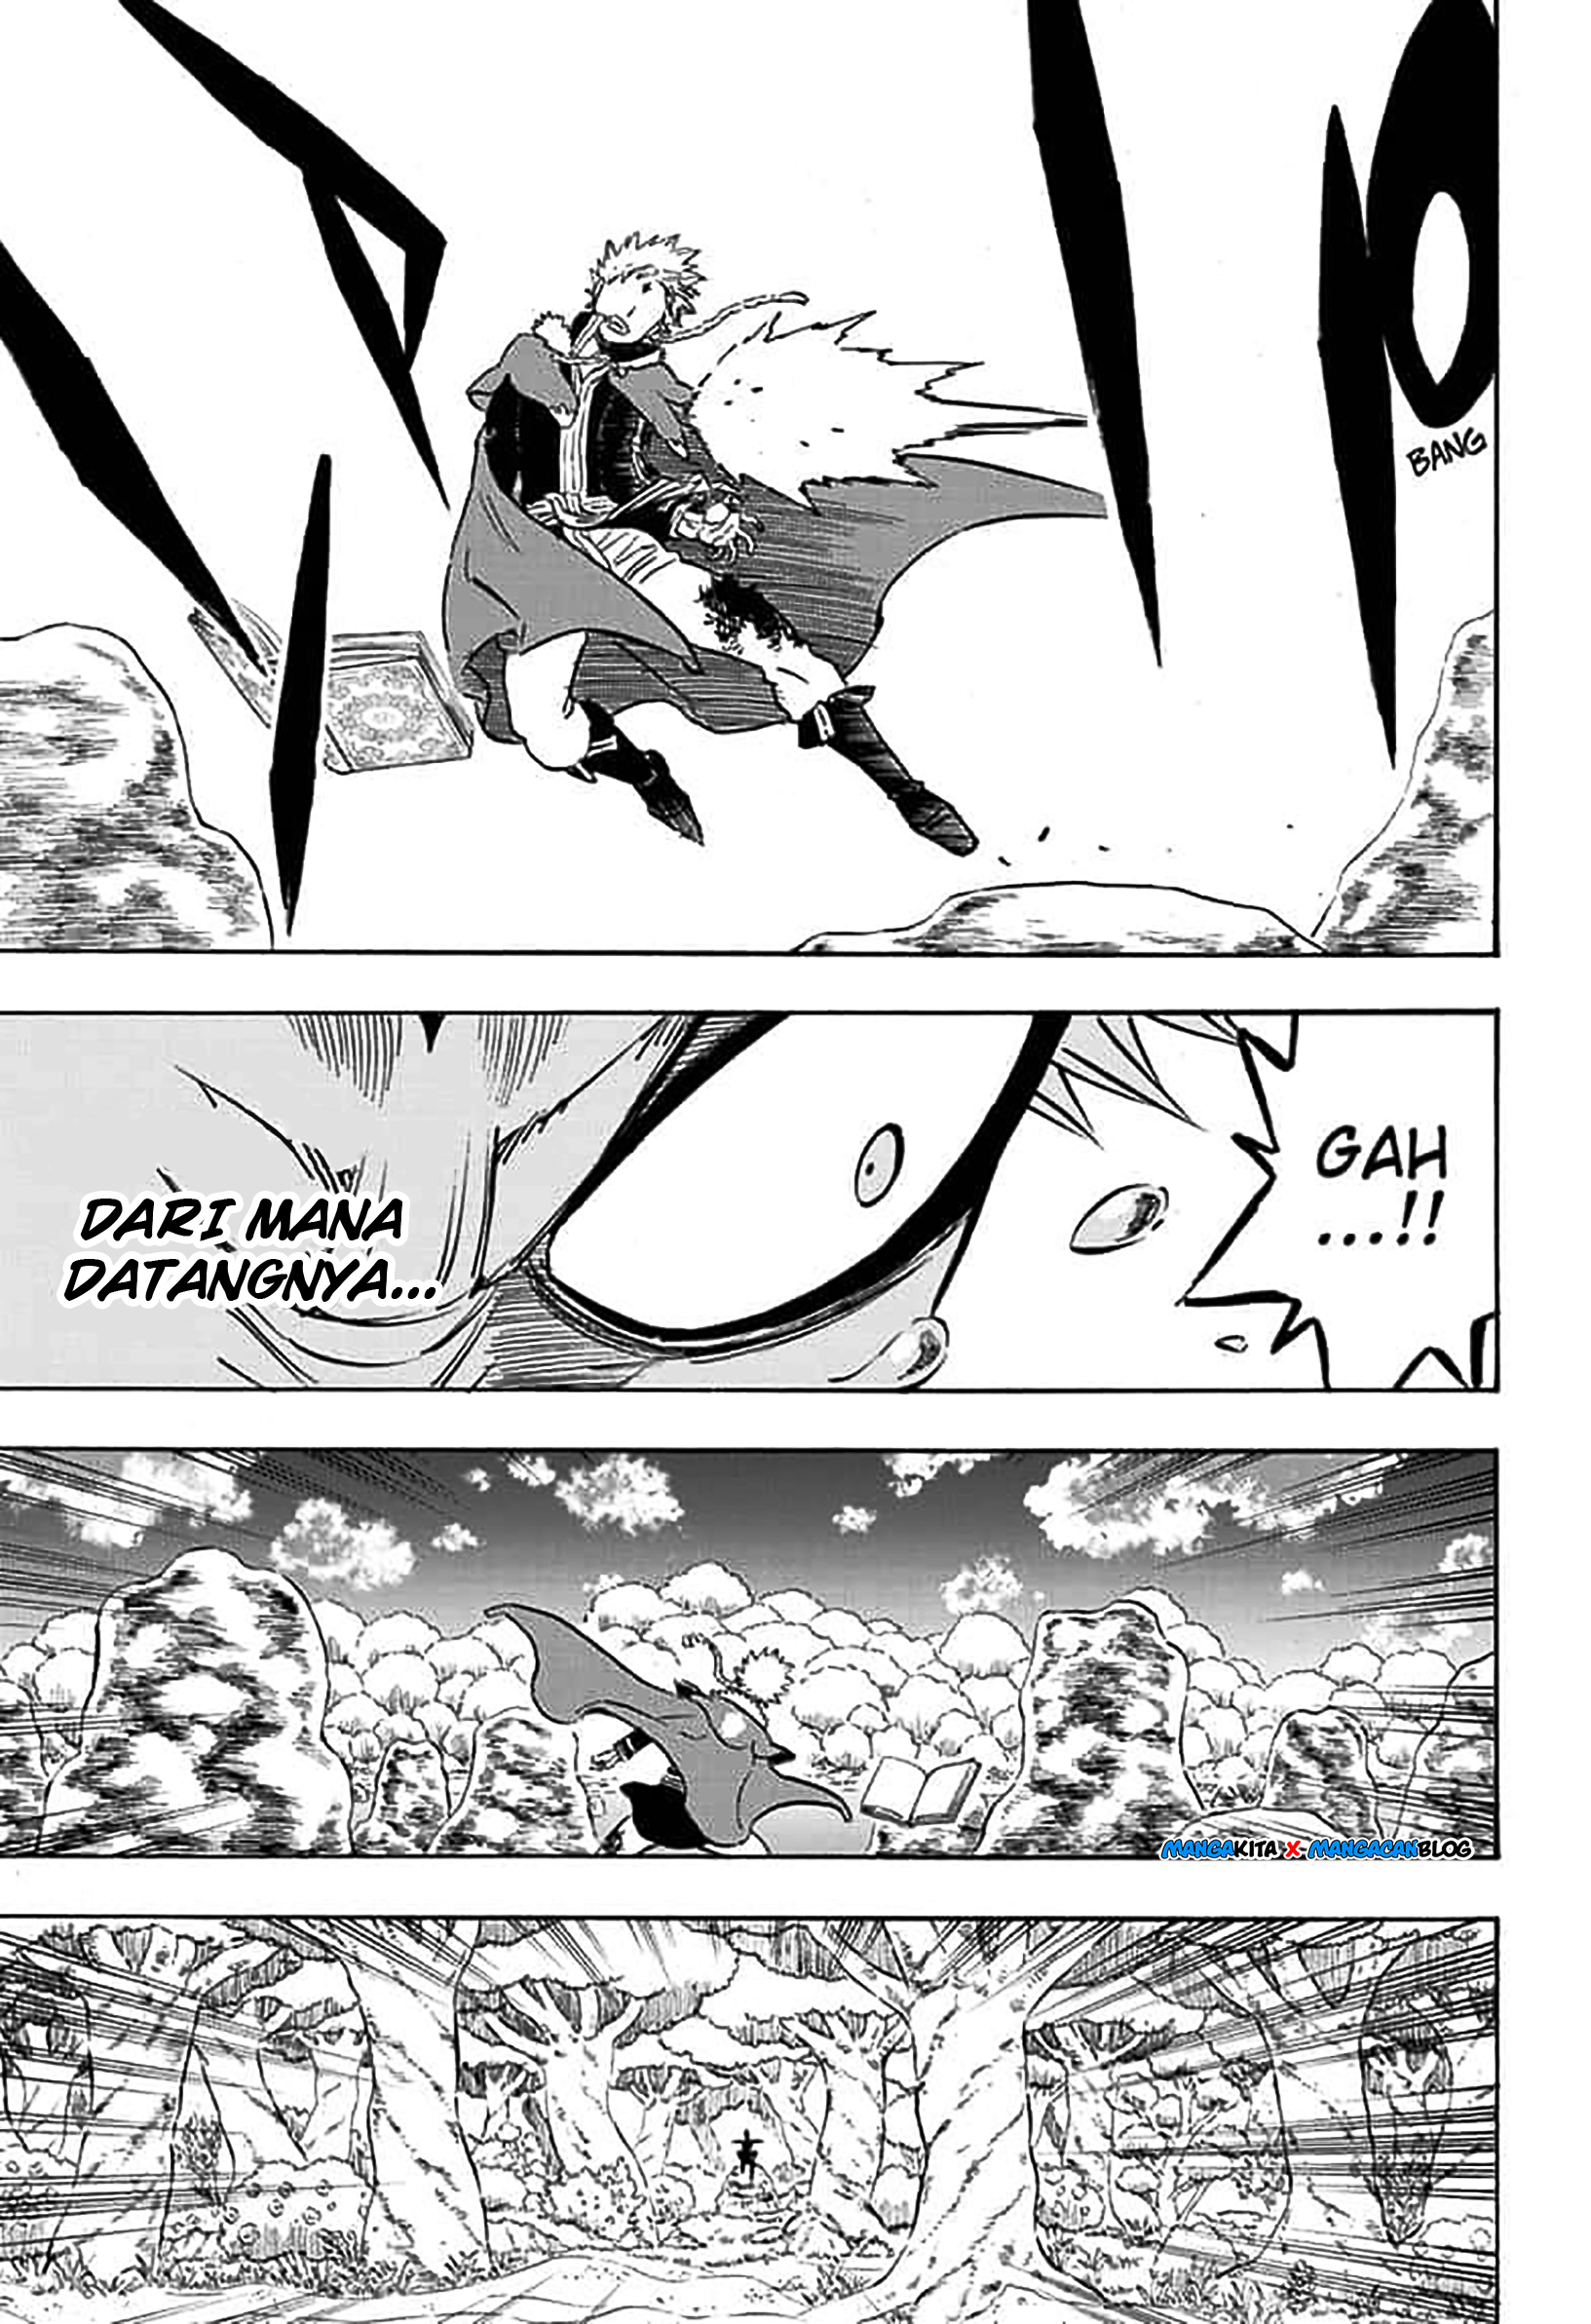 BANG
GAH
...!!
DARI MANA
DATANGNYA...
MANGAKITA X MANGACANBLOG